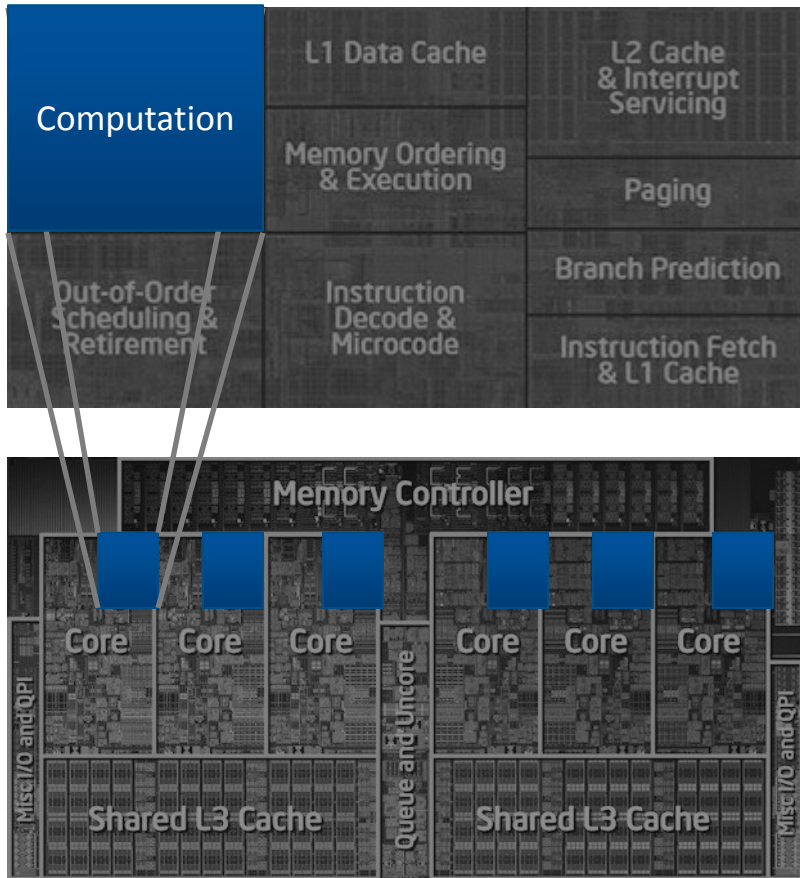 Computation
L1 Data Cache
L2 Cache
& Interrupt
Servicing
Memory Ordering
& Execution
Paging
Out-of-Order
Scheduling &
Retirement
Instruction
Decode &
Microcode
Branch Prediction
Instruction Fetch
& L1 Cache
Memory Controller
Core
Core
Core
Core
Core
Core
Misc I/O and QPI
Queue and Uncore
Misc I/O and QPI
Shared L3 Cache
Shared L3 Cache